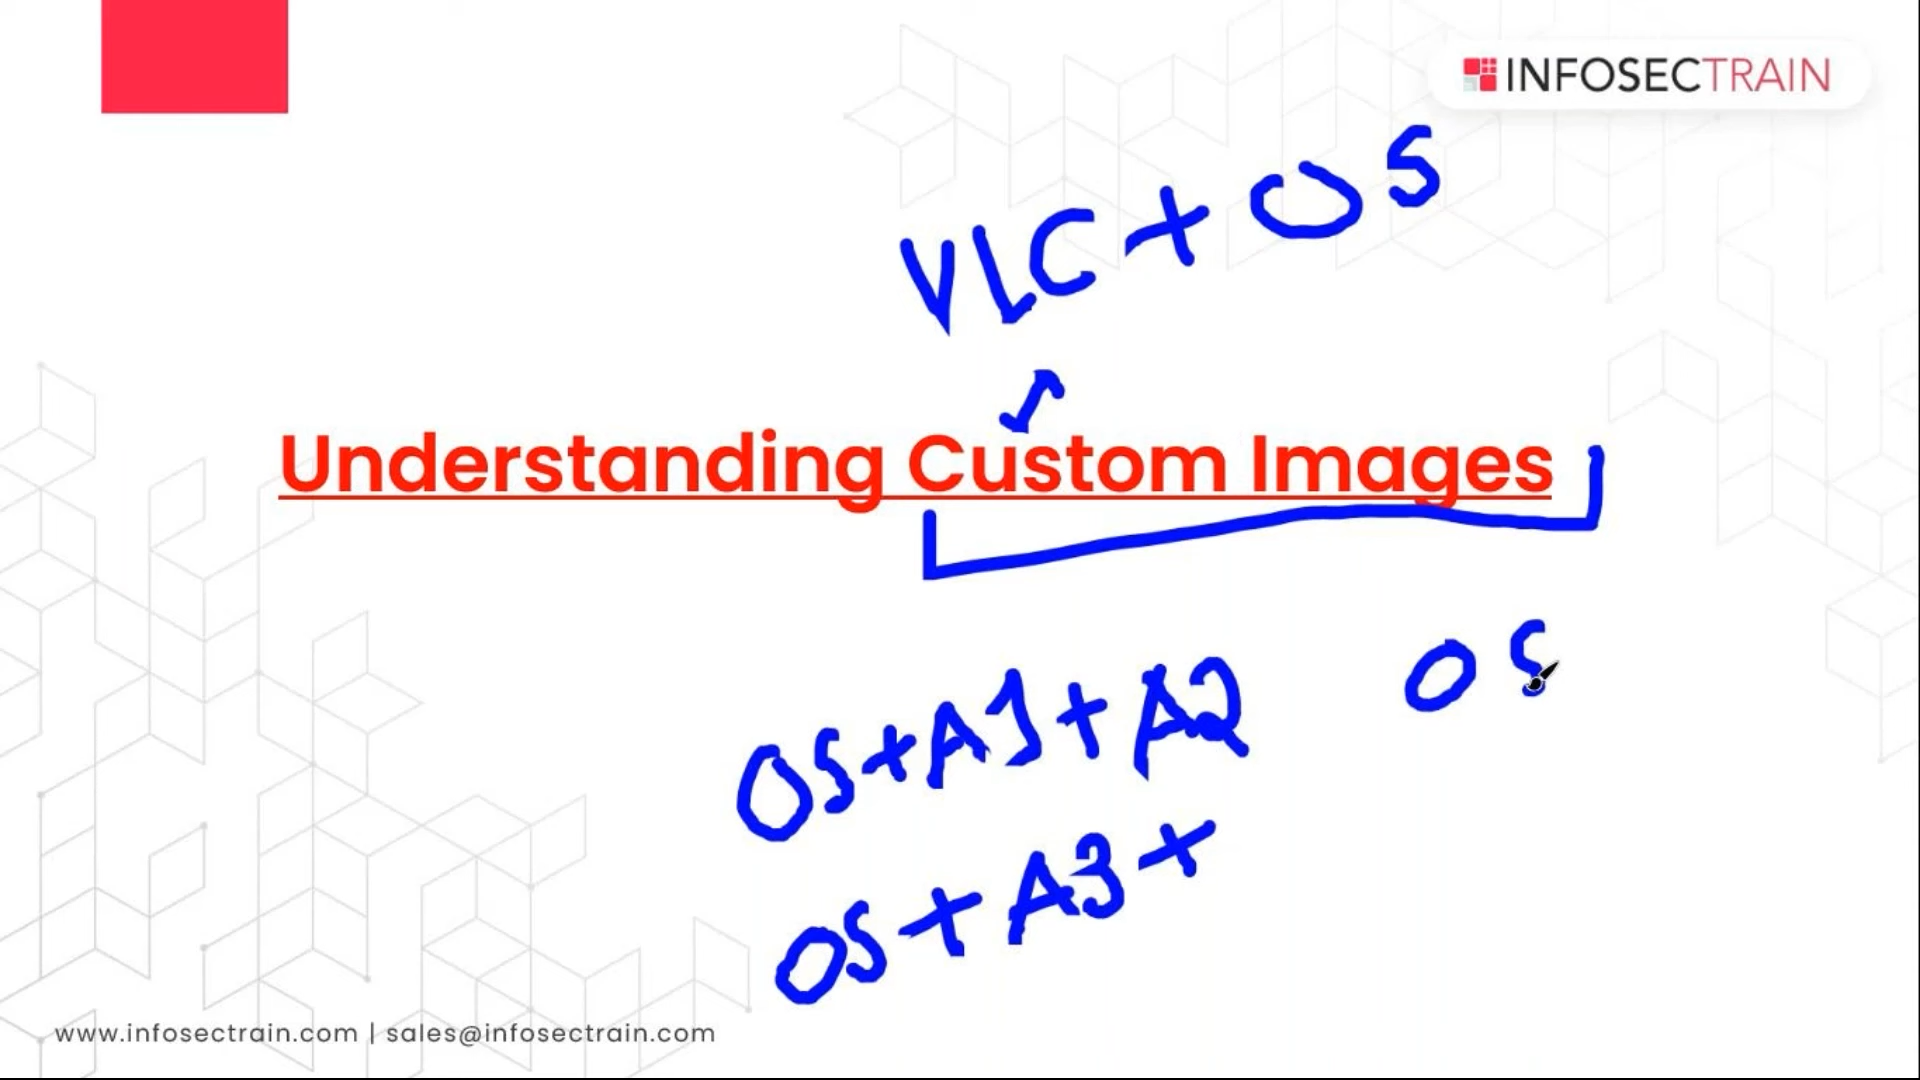 INFOSECTRAIN
VLC + OS
Understanding Custom Images
OS
OS + A1 + A2
OS + A3 +
www.infosectrain.com | sales@infosectrain.com